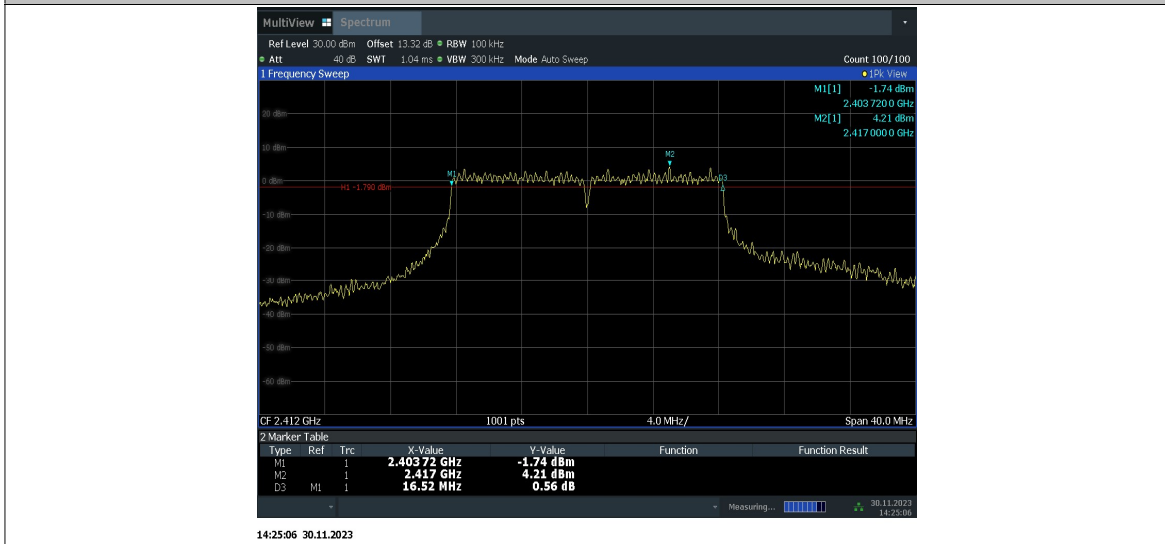 MultiView Spectrum
Ref Level 30.00 dBm Offset 13.32 dB RBW 100 kHz
Att 40 dB SWT 1.04 ms VBW 300 kHz Mode Auto Sweep Count 100/100
1 Frequency Sweep 1Pk View
M1[1] -1.74 dBm
2.403 720 0 GHz
20 dBm
M2[1] 4.21 dBm
2.417 000 0 GHz
10 dBm
M2
M1
0 dBm
D3
H1 -1.790 dBm
-10 dBm
-20 dBm
-30 dBm
-40 dBm
-50 dBm
-60 dBm
CF 2.412 GHz 1001 pts 4.0 MHz/ Span 40.0 MHz
2 Marker Table
Type Ref Trc X-Value Y-Value Function Function Result
M1 1 2.403 72 GHz -1.74 dBm
M2 1 2.417 GHz 4.21 dBm
D3 M1 1 16.52 MHz 0.56 dB
Measuring... 30.11.2023
14:25:06
14:25:06 30.11.2023